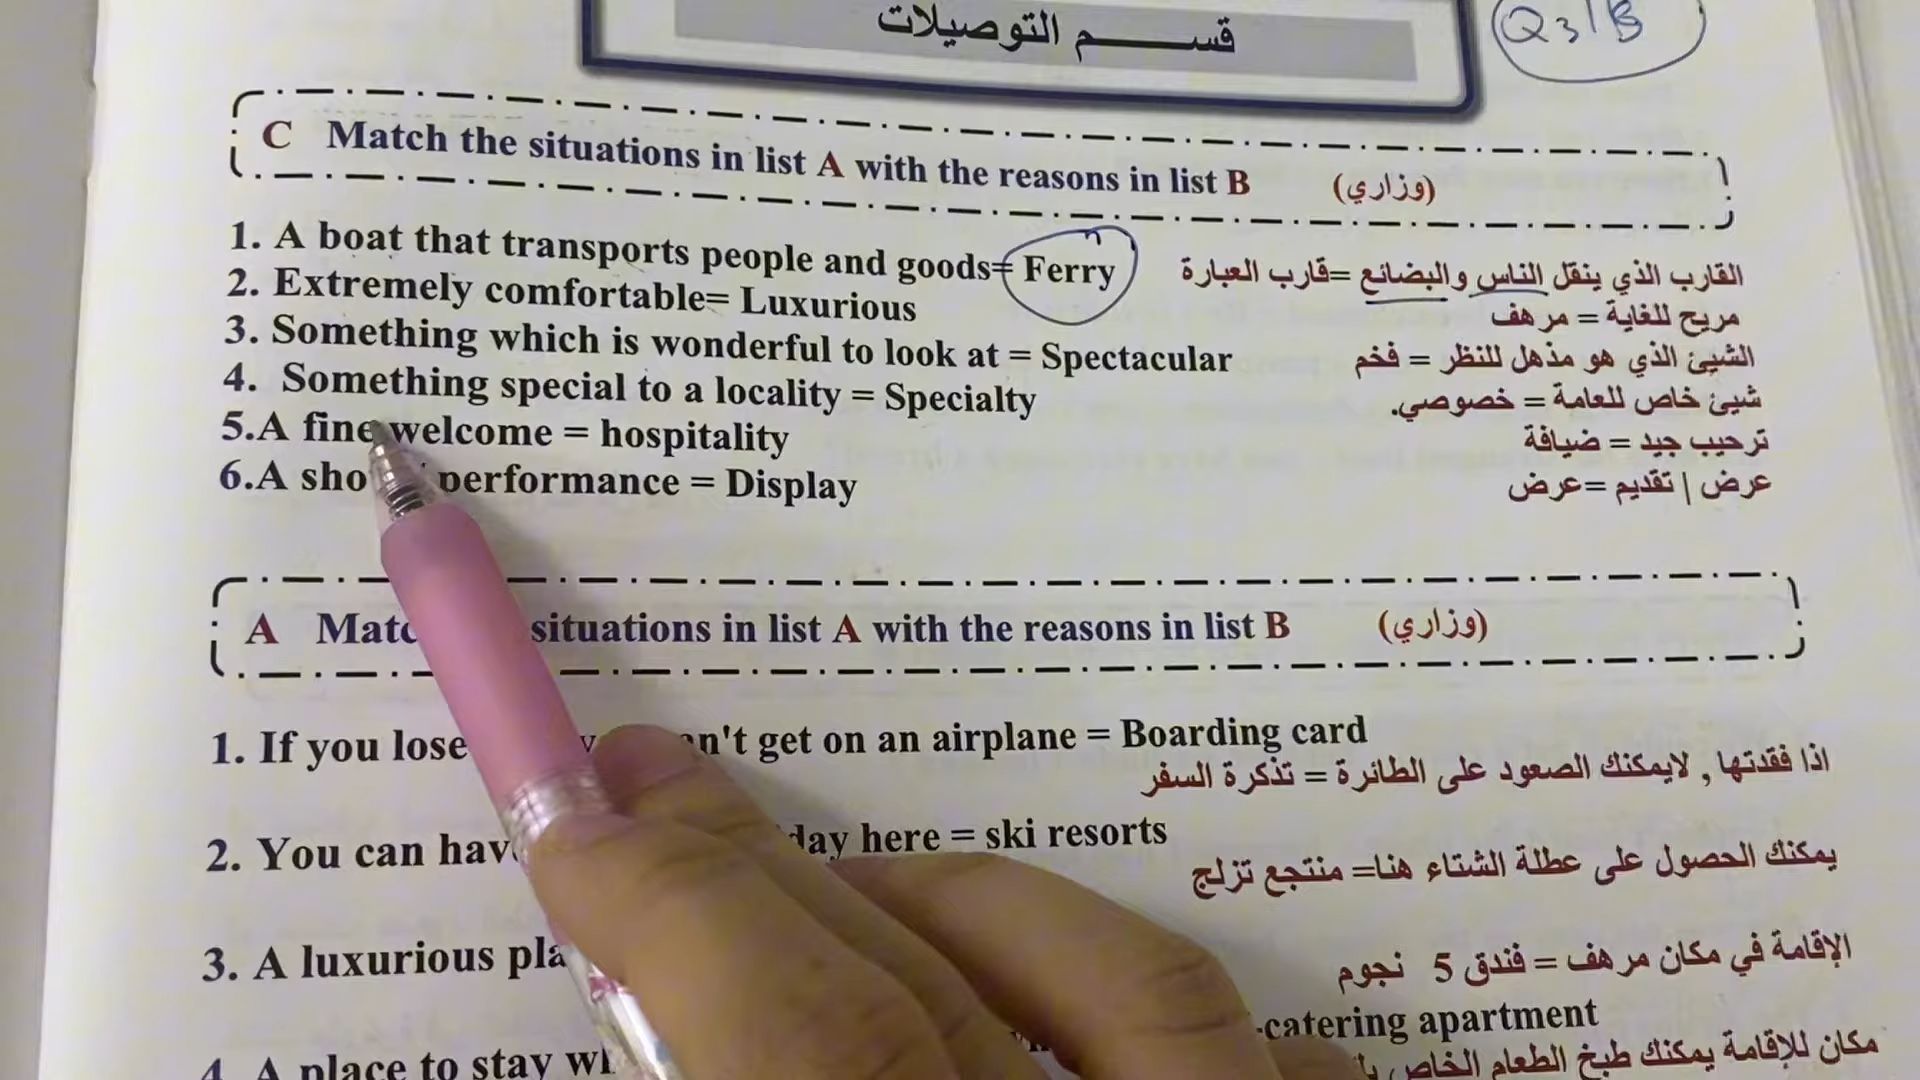 قســــــم التوصيلات
Q3/B
C Match the situations in list A with the reasons in list B (وزاري)
1. A boat that transports people and goods= Ferry القارب الذي ينقل الناس والبضائع =قارب العبارة
2. Extremely comfortable= Luxurious مريح للغاية = مرهف
3. Something which is wonderful to look at = Spectacular الشيئ الذي هو مذهل للنظر = فخم
4. Something special to a locality = Specialty شيئ خاص للعامة = خصوصي.
5.A fine welcome = hospitality ترحيب جيد = ضيافة
6.A performance = Display عرض | تقديم =عرض
A situations in list A with the reasons in list B (وزاري)
1. If you lose get on an airplane = Boarding card
اذا فقدتها , لايمكنك الصعود على الطائرة = تذكرة السفر
2. You can here = ski resorts
يمكنك الحصول على عطلة الشتاء هنا= منتجع تزلج
3. A luxurious
الإقامة في مكان مرهف = فندق 5 نجوم
4. A place to stay
-catering apartment
مكان للإقامة يمكنك طبخ الطعام الخاص